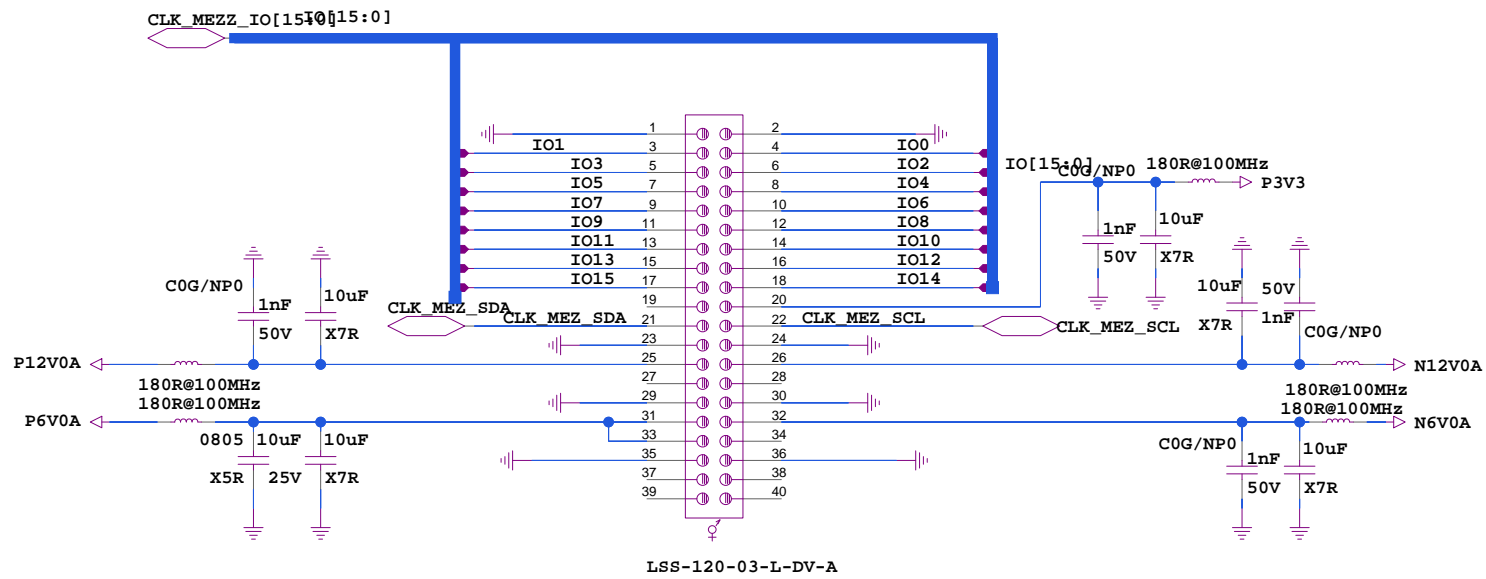 CLK_MEZZ_IO[15:0]
IO[15:0]
1 2
IO1 3 4 IO0
IO3 5 6 IO2
IO[15:0]
C0G/NP0
180R@100MHz
P3V3
IO5 7 8 IO4
IO7 9 10 IO6
IO9 11 12 IO8
1nF
50V
10uF
X7R
IO11 13 14 IO10
IO13 15 16 IO12
IO15 17 18 IO14
C0G/NP0
1nF
50V
10uF
X7R
10uF
X7R
50V
1nF
C0G/NP0
19 20
CLK_MEZ_SDA
CLK_MEZ_SDA 21 22 CLK_MEZ_SCL
CLK_MEZ_SCL
23 24
P12V0A 25 26 N12V0A
180R@100MHz
27 28
180R@100MHz
180R@100MHz
29 30
180R@100MHz
P6V0A 31 32 N6V0A
33 34
0805
10uF
X5R
25V
10uF
X7R
C0G/NP0
1nF
50V
10uF
X7R
35 36
37 38
39 40
LSS-120-03-L-DV-A